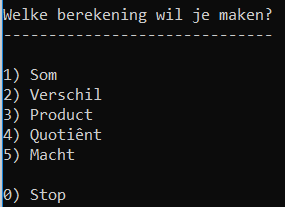 Welke berekening wil je maken?
------------------------------
1) Som
2) Verschil
3) Product
4) Quotiênt
5) Macht
0) Stop